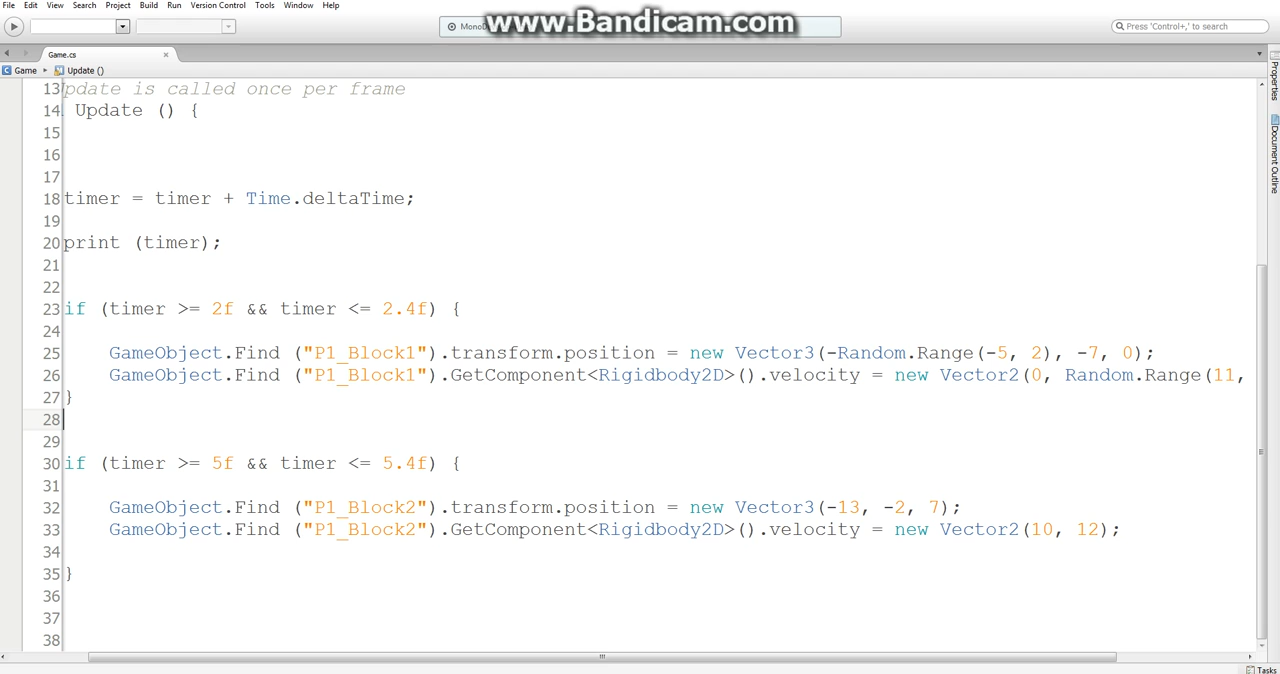 www.Bandicam.com
File Edit View Search Project Build Run Version Control Tools Window Help
Press 'Control+,' to search
Game.cs
Game Update ()
13 pdate is called once per frame
14 Update () {
15
16
17
18 timer = timer + Time.deltaTime;
19
20 print (timer);
21
22
23 if (timer >= 2f && timer <= 2.4f) {
24
25 GameObject.Find ("P1_Block1").transform.position = new Vector3(-Random.Range(-5, 2), -7, 0);
26 GameObject.Find ("P1_Block1").GetComponent<Rigidbody2D>().velocity = new Vector2(0, Random.Range(11,
27 }
28
29
30 if (timer >= 5f && timer <= 5.4f) {
31
32 GameObject.Find ("P1_Block2").transform.position = new Vector3(-13, -2, 7);
33 GameObject.Find ("P1_Block2").GetComponent<Rigidbody2D>().velocity = new Vector2(10, 12);
34
35 }
36
37
38
Properties
Document Outline
Tasks